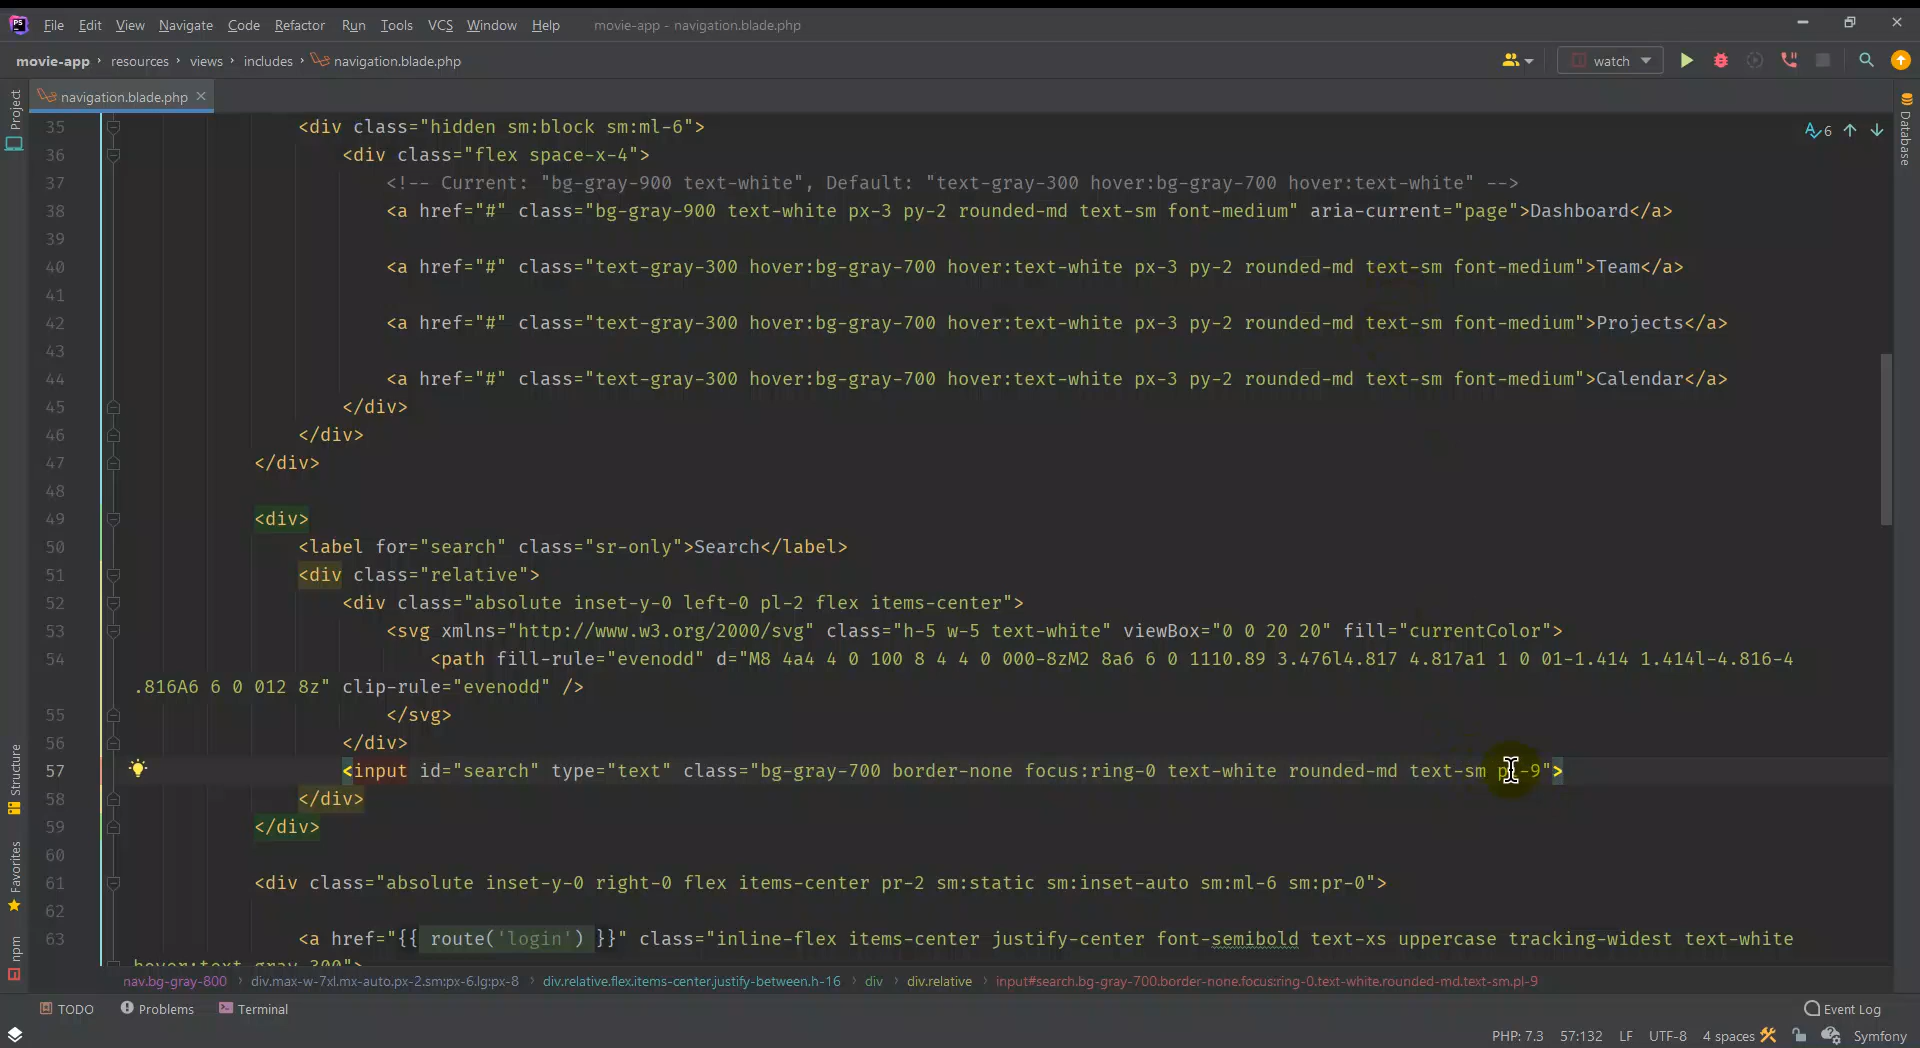 PS File Edit View Navigate Code Refactor Run Tools VCS Window Help movie-app - navigation.blade.php
movie-app › resources › views › includes › navigation.blade.php watch
Project
navigation.blade.php
Database
6
35 <div class="hidden sm:block sm:ml-6">
36 <div class="flex space-x-4">
37 <!-- Current: "bg-gray-900 text-white", Default: "text-gray-300 hover:bg-gray-700 hover:text-white" -->
38 <a href="#" class="bg-gray-900 text-white px-3 py-2 rounded-md text-sm font-medium" aria-current="page">Dashboard</a>
39
40 <a href="#" class="text-gray-300 hover:bg-gray-700 hover:text-white px-3 py-2 rounded-md text-sm font-medium">Team</a>
41
42 <a href="#" class="text-gray-300 hover:bg-gray-700 hover:text-white px-3 py-2 rounded-md text-sm font-medium">Projects</a>
43
44 <a href="#" class="text-gray-300 hover:bg-gray-700 hover:text-white px-3 py-2 rounded-md text-sm font-medium">Calendar</a>
45 </div>
46 </div>
47 </div>
48
49 <div>
50 <label for="search" class="sr-only">Search</label>
51 <div class="relative">
52 <div class="absolute inset-y-0 left-0 pl-2 flex items-center">
53 <svg xmlns="http://www.w3.org/2000/svg" class="h-5 w-5 text-white" viewBox="0 0 20 20" fill="currentColor">
54 <path fill-rule="evenodd" d="M8 4a4 4 0 100 8 4 4 0 000-8zM2 8a6 6 0 1110.89 3.476l4.817 4.817a1 1 0 01-1.414 1.414l-4.816-4
.816A6 6 0 012 8z" clip-rule="evenodd" />
55 </svg>
56 </div>
57 <input id="search" type="text" class="bg-gray-700 border-none focus:ring-0 text-white rounded-md text-sm pl-9">
58 </div>
59 </div>
60
61 <div class="absolute inset-y-0 right-0 flex items-center pr-2 sm:static sm:inset-auto sm:ml-6 sm:pr-0">
62
63 <a href="{{ route('login') }}" class="inline-flex items-center justify-center font-semibold text-xs uppercase tracking-widest text-white
hover:text-gray-300">
Structure
Favorites
npm
nav.bg-gray-800 › div.max-w-7xl.mx-auto.px-2.sm:px-6.lg:px-8 › div.relative.flex.items-center.justify-between.h-16 › div › div.relative › input#search.bg-gray-700.border-none.focus:ring-0.text-white.rounded-md.text-sm.pl-9
TODO Problems Terminal Event Log
PHP: 7.3 57:132 LF UTF-8 4 spaces Symfony